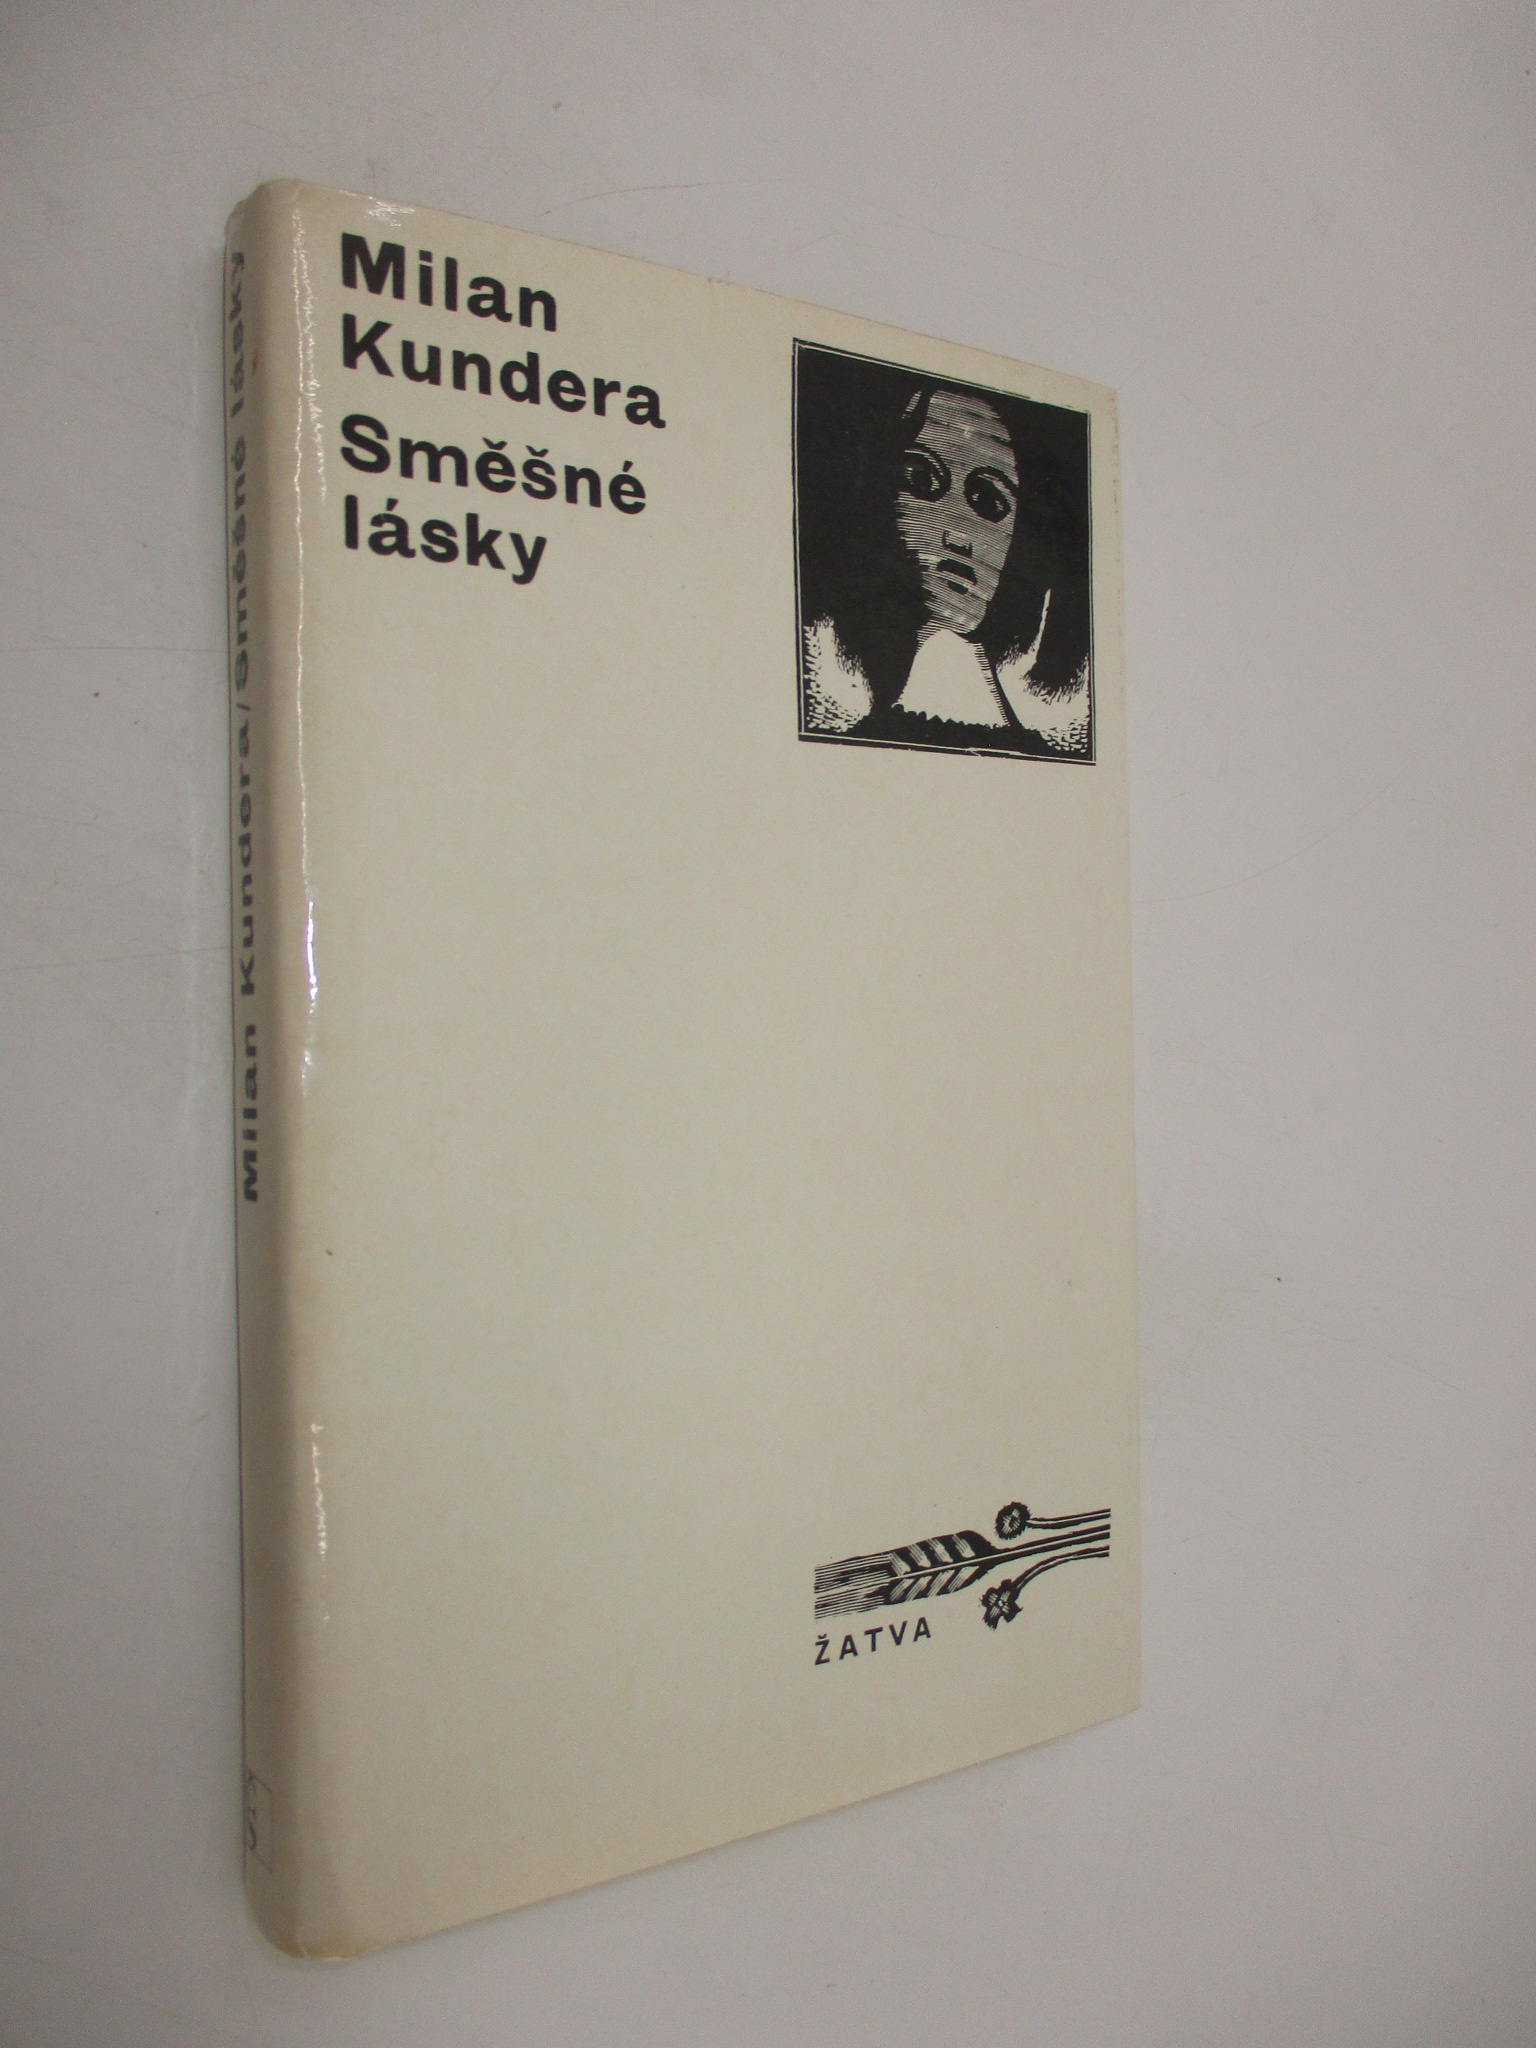 Milan
Kundera
Směšné
lásky
ŽATVA
Milan Kundera/Směšné lásky